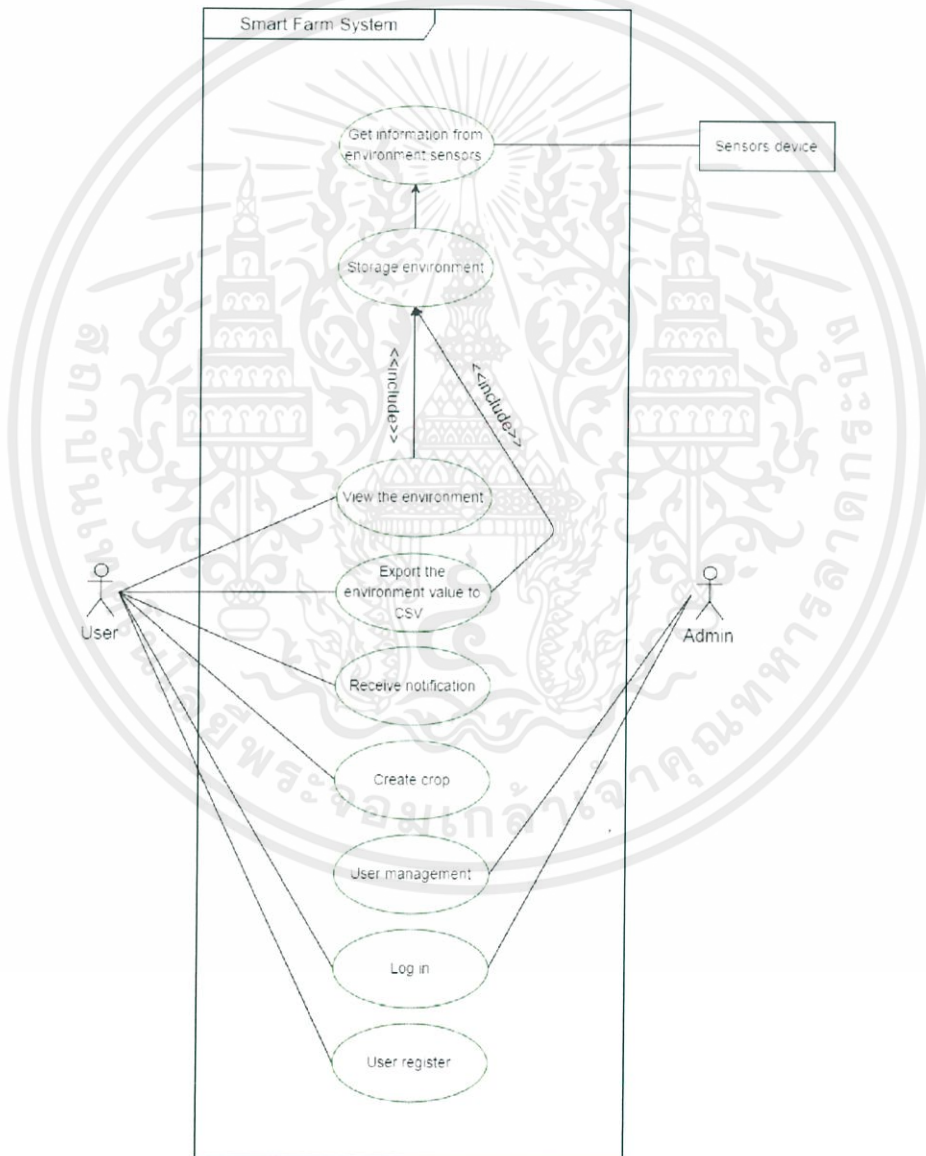 Smart Farm System
Get information from
environment sensors
Sensors device
Storage environment
<<include>>
<<include>>
View the environment
Export the
environment value to
CSV
User
Admin
Receive notification
Create crop
User management
Log in
User register